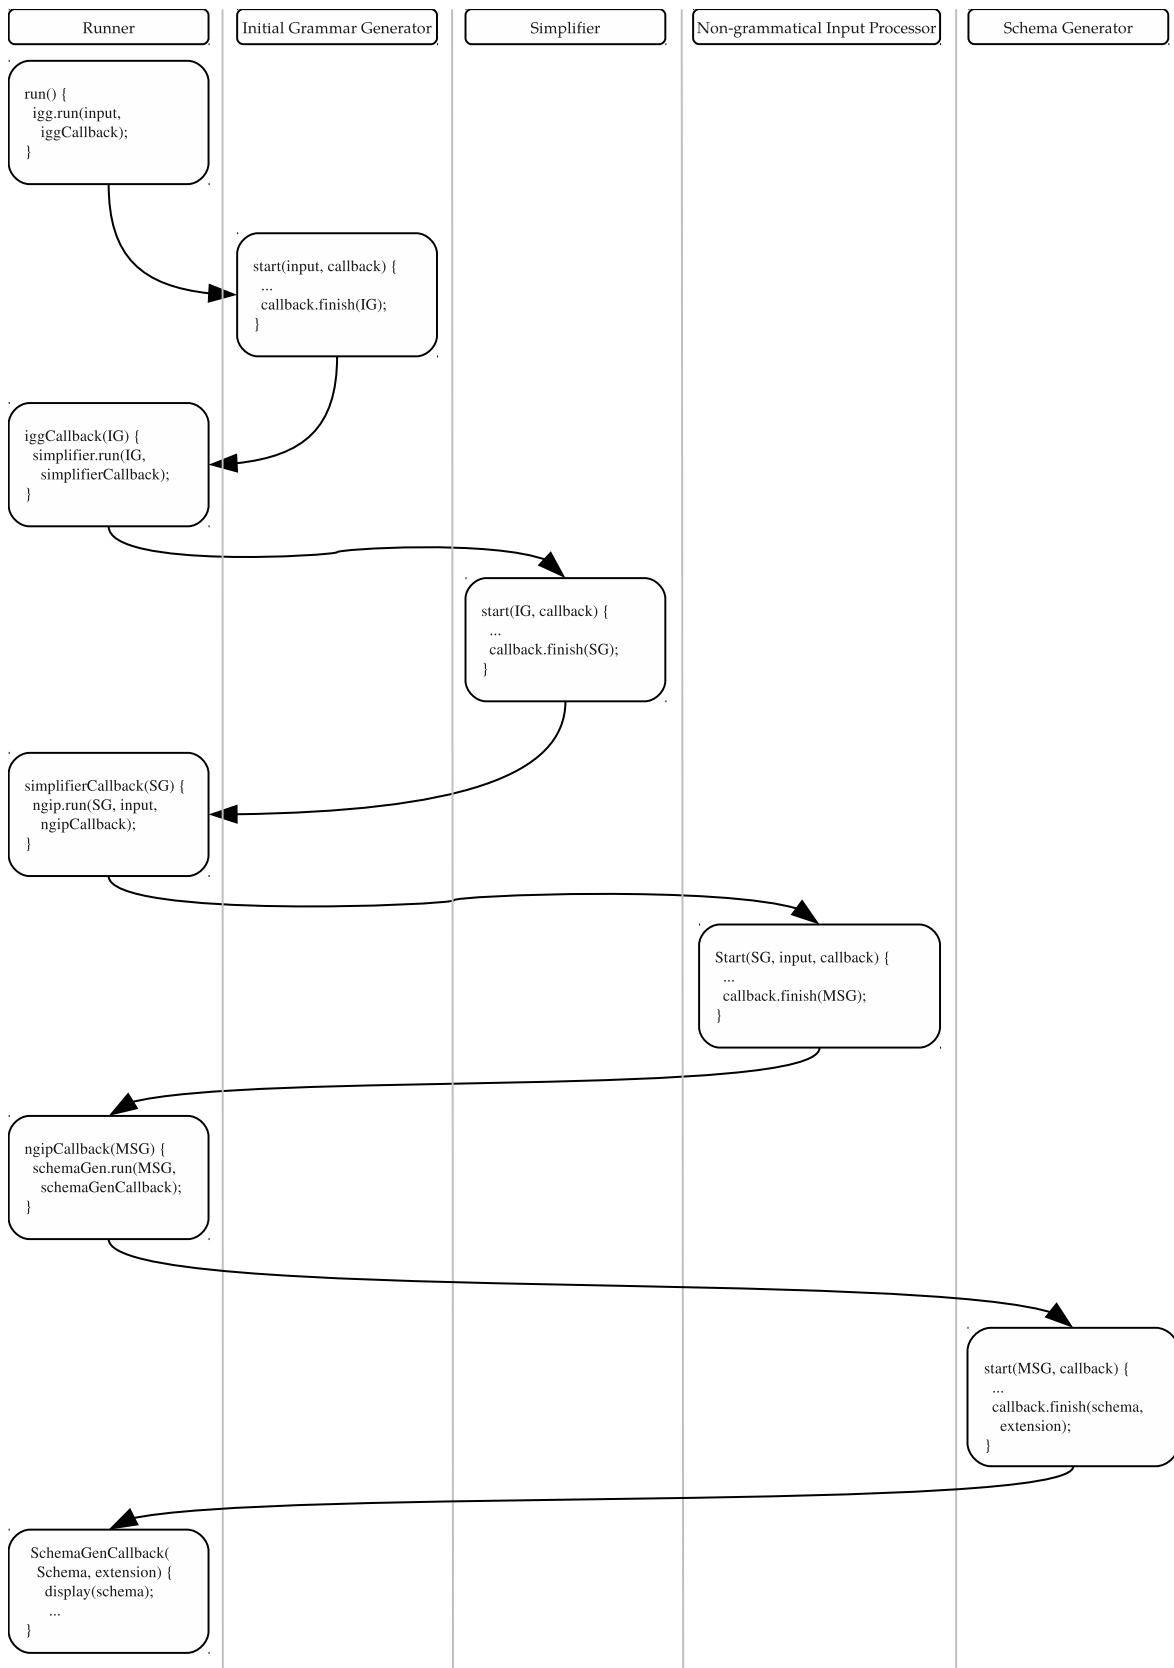 Runner
Initial Grammar Generator
Simplifier
Non-grammatical Input Processor
Schema Generator
run() {
igg.run(input,
iggCallback);
}
start(input, callback) {
...
callback.finish(IG);
}
iggCallback(IG) {
simplifier.run(IG,
simplifierCallback);
}
start(IG, callback) {
...
callback.finish(SG);
}
simplifierCallback(SG) {
ngip.run(SG, input,
ngipCallback);
}
Start(SG, input, callback) {
...
callback.finish(MSG);
}
ngipCallback(MSG) {
schemaGen.run(MSG,
schemaGenCallback);
}
start(MSG, callback) {
...
callback.finish(schema,
extension);
}
SchemaGenCallback(
Schema, extension) {
display(schema);
...
}